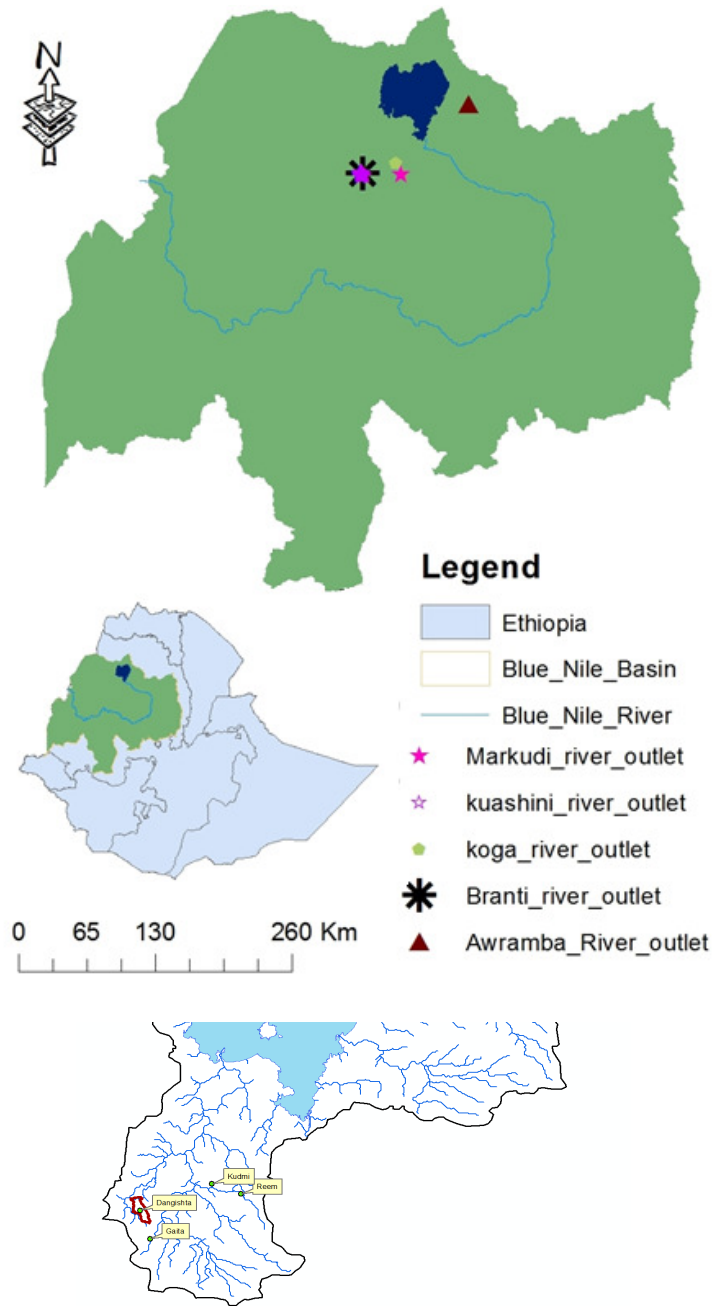 N
Legend
Ethiopia
Blue_Nile_Basin
Blue_Nile_River
Markudi_river_outlet
kuashini_river_outlet
koga_river_outlet
Branti_river_outlet
Awramba_River_outlet
0 65 130 260 Km
Kudmi
Reem
Dangishta
Gaita